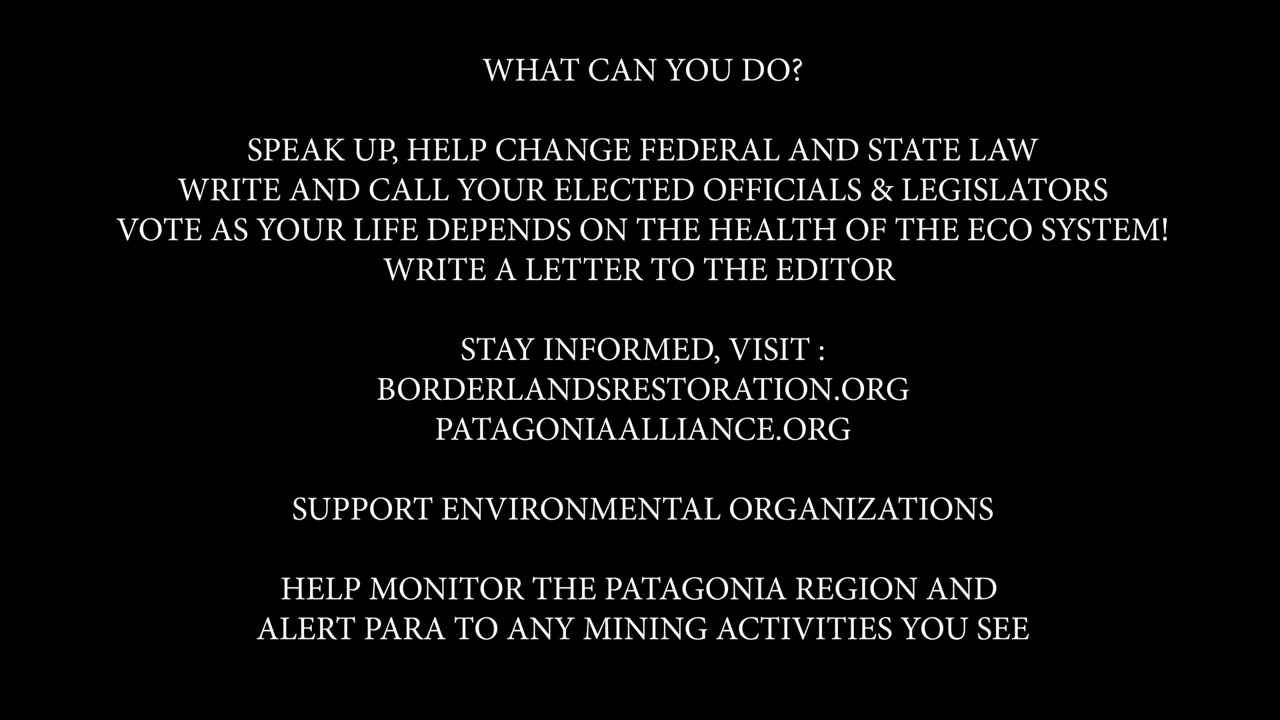 WHAT CAN YOU DO?
SPEAK UP, HELP CHANGE FEDERAL AND STATE LAW
WRITE AND CALL YOUR ELECTED OFFICIALS & LEGISLATORS
VOTE AS YOUR LIFE DEPENDS ON THE HEALTH OF THE ECO SYSTEM!
WRITE A LETTER TO THE EDITOR
STAY INFORMED, VISIT :
BORDERLANDSRESTORATION.ORG
PATAGONIAALLIANCE.ORG
SUPPORT ENVIRONMENTAL ORGANIZATIONS
HELP MONITOR THE PATAGONIA REGION AND
ALERT PARA TO ANY MINING ACTIVITIES YOU SEE